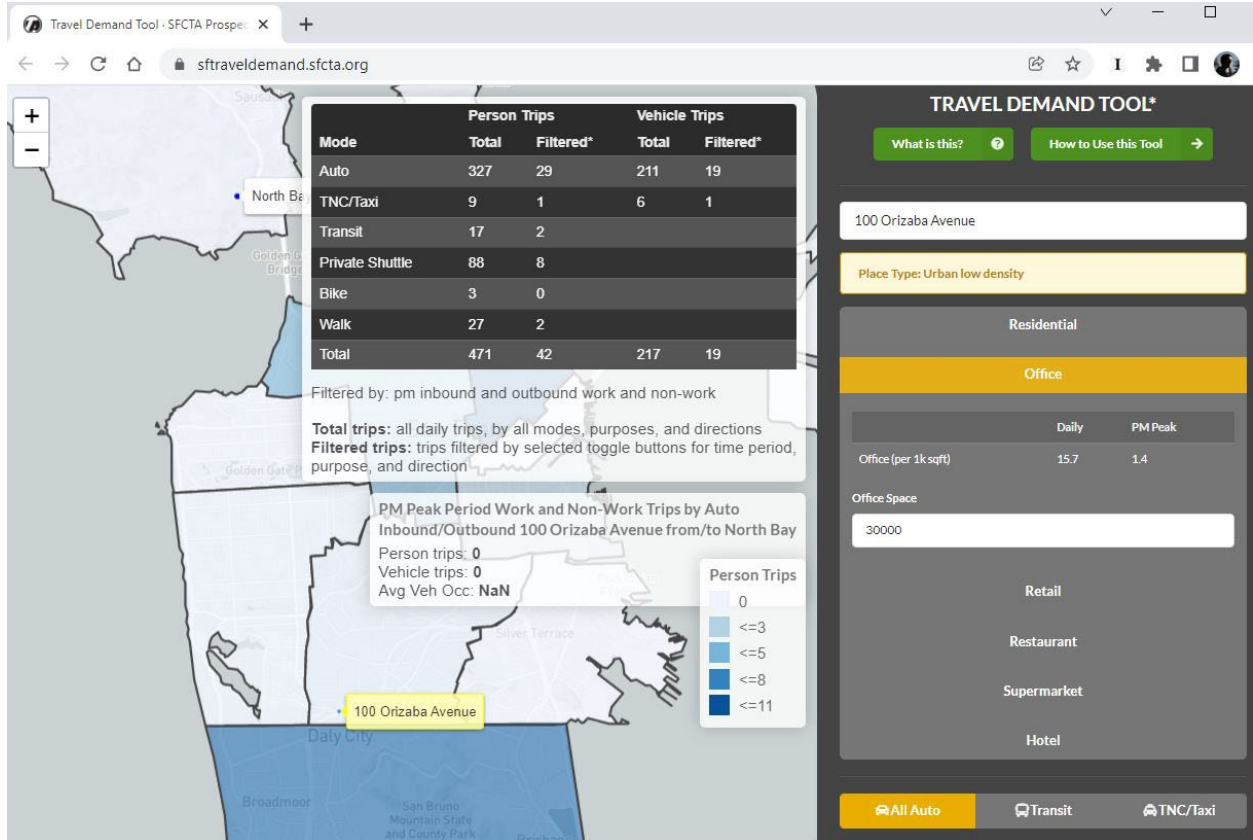 Travel Demand Tool - SFCTA Prospec
sftraveldemand.sfcta.org
I
+
−
North Ba
Golden G
Bridge
Golden Gate P
Silver Terrace
Daly City
Broadmoor
San Bruno
Mountain State
and County Park
Brisban
100 Orizaba Avenue
Person Trips Vehicle Trips
Mode Total Filtered* Total Filtered*
Auto 327 29 211 19
TNC/Taxi 9 1 6 1
Transit 17 2
Private Shuttle 88 8
Bike 3 0
Walk 27 2
Total 471 42 217 19
Filtered by: pm inbound and outbound work and non-work
Total trips: all daily trips, by all modes, purposes, and directions
Filtered trips: trips filtered by selected toggle buttons for time period,
purpose, and direction
PM Peak Period Work and Non-Work Trips by Auto
Inbound/Outbound 100 Orizaba Avenue from/to North Bay
Person trips: 0
Vehicle trips: 0
Avg Veh Occ: NaN
Person Trips
0
<=3
<=5
<=8
<=11
TRAVEL DEMAND TOOL*
What is this? ?
How to Use this Tool →
100 Orizaba Avenue
Place Type: Urban low density
Residential
Office
Daily PM Peak
Office (per 1k sqft) 15.7 1.4
Office Space
30000
Retail
Restaurant
Supermarket
Hotel
All Auto
Transit
TNC/Taxi